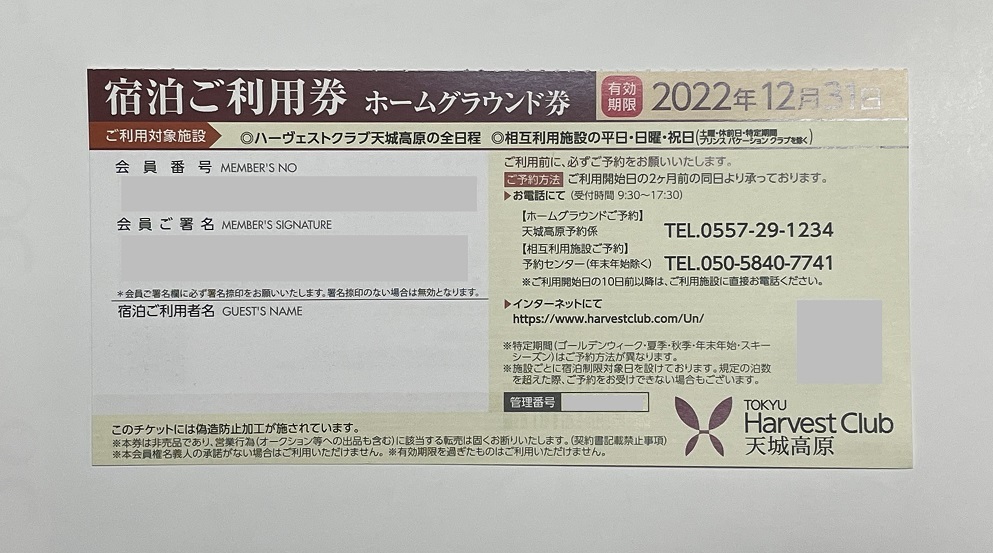 宿泊ご利用券 ホームグラウンド券 有効期限 2022年12月31日
ご利用対象施設 ◎ハーヴェストクラブ天城高原の全日程 ◎相互利用施設の平日・日曜・祝日(土曜・休前日・特定期間 プリンス バケーション クラブを除く)
会員番号 MEMBER'S NO
会員ご署名 MEMBER'S SIGNATURE
*会員ご署名欄に必ず署名捺印をお願いいたします。署名捺印のない場合は無効となります。
宿泊ご利用者名 GUEST'S NAME
ご利用前に、必ずご予約をお願いいたします。
ご予約方法 ご利用開始日の2ヶ月前の同日より承っております。
▶お電話にて (受付時間 9:30〜17:30)
【ホームグラウンドご予約】
天城高原予約係 TEL.0557-29-1234
【相互利用施設ご予約】
予約センター(年末年始除く) TEL.050-5840-7741
※ご利用開始日の10日前以降は、ご利用施設に直接お電話ください。
▶インターネットにて
https://www.harvestclub.com/Un/
※特定期間(ゴールデンウィーク・夏季・秋季・年末年始・スキー
シーズン)はご予約方法が異なります。
※施設ごとに宿泊制限対象日を設けております。規定の泊数
を超えた際、ご予約をお受けできない場合もございます。
管理番号
TOKYU
Harvest Club
天城高原
このチケットには偽造防止加工が施されています。
※本券は非売品であり、営業行為(オークション等への出品も含む)に該当する転売は固くお断りいたします。(契約書記載禁止事項)
※本会員権名義人の承諾がない場合はご利用いただけません。※有効期限を過ぎたものはご利用いただけません。